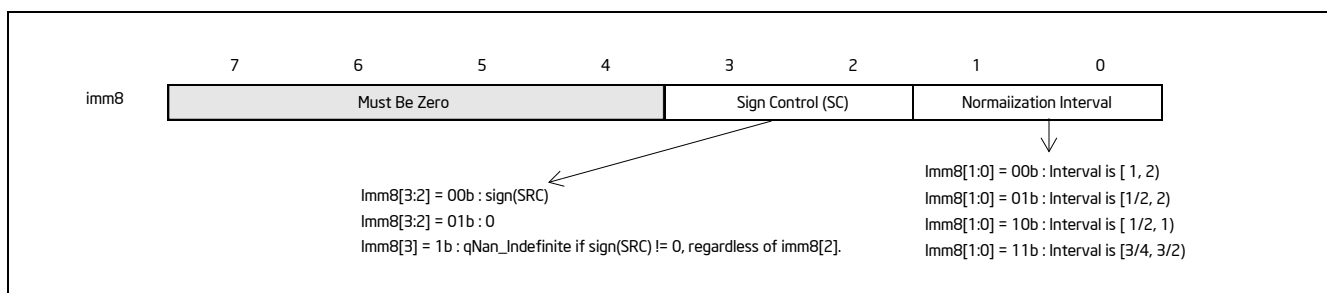 7 6 5 4 3 2 1 0
imm8 Must Be Zero Sign Control (SC) Normaiization Interval
Imm8[3:2] = 00b : sign(SRC)
Imm8[3:2] = 01b : 0
Imm8[3] = 1b : qNan_Indefinite if sign(SRC) != 0, regardless of imm8[2].
Imm8[1:0] = 00b : Interval is [ 1, 2)
Imm8[1:0] = 01b : Interval is [1/2, 2)
Imm8[1:0] = 10b : Interval is [ 1/2, 1)
Imm8[1:0] = 11b : Interval is [3/4, 3/2)